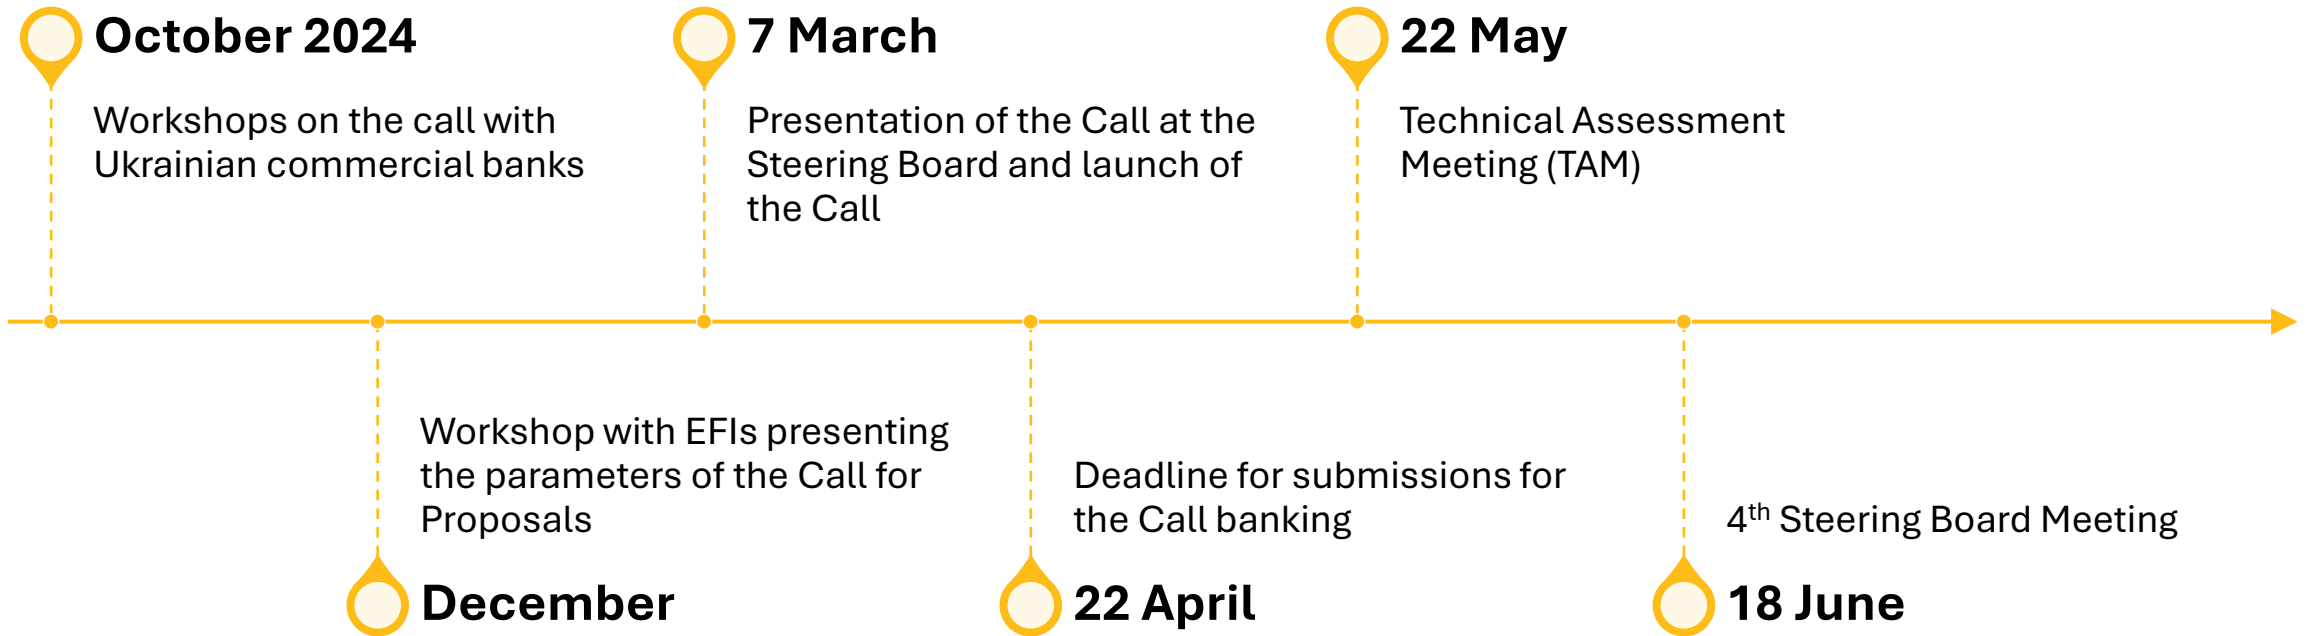 October 2024
Workshops on the call with
Ukrainian commercial banks
Workshop with EFIs presenting
the parameters of the Call for
Proposals
December
7 March
Presentation of the Call at the
Steering Board and launch of
the Call
Deadline for submissions for
the Call banking
22 April
22 May
Technical Assessment
Meeting (TAM)
4th Steering Board Meeting
18 June